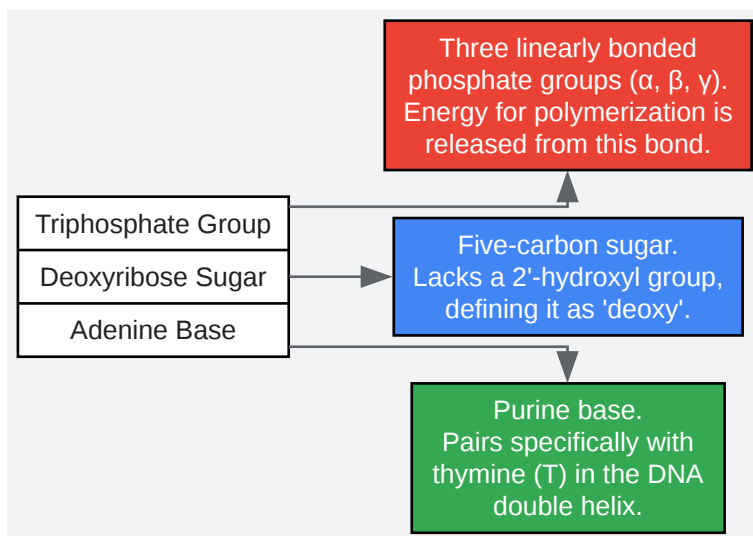 Three linearly bonded
phosphate groups (α, β, γ).
Energy for polymerization is
released from this bond.
Triphosphate Group
Deoxyribose Sugar
Adenine Base
Five-carbon sugar.
Lacks a 2'-hydroxyl group,
defining it as 'deoxy'.
Purine base.
Pairs specifically with
thymine (T) in the DNA
double helix.